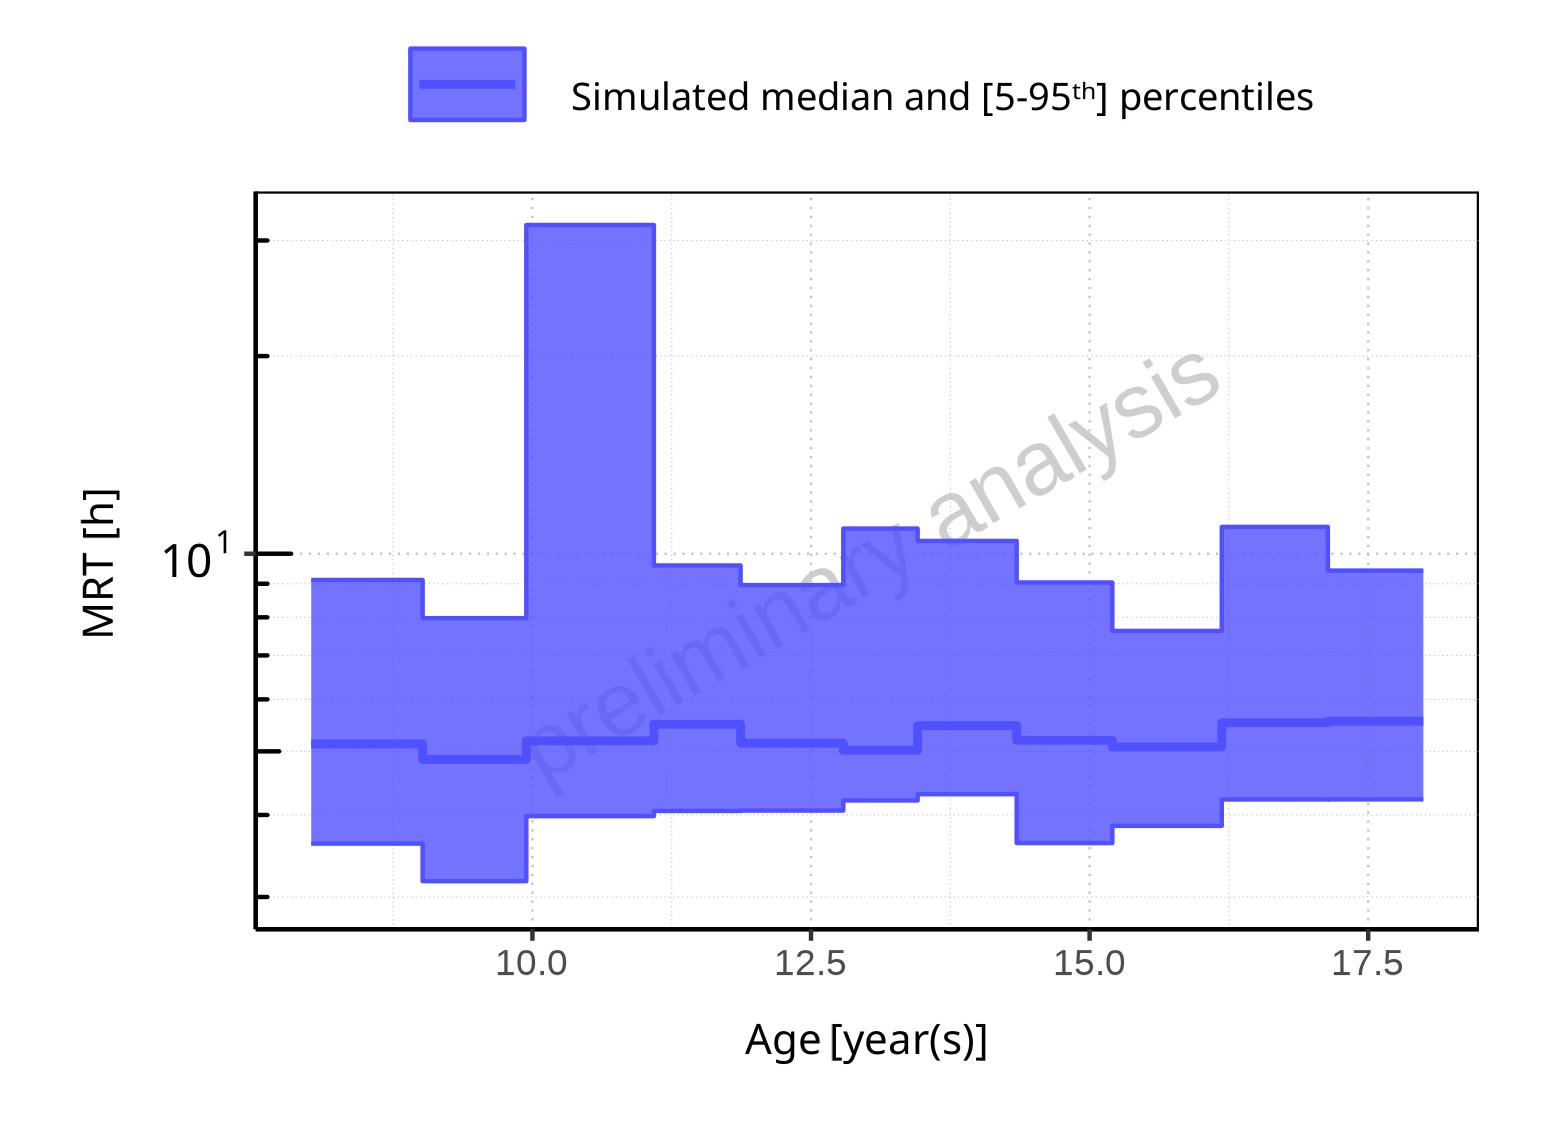 Simulated median and [5-95ᵗʰ] percentiles
MRT [h]
10¹
preliminary analysis
10.0 12.5 15.0 17.5
Age [year(s)]